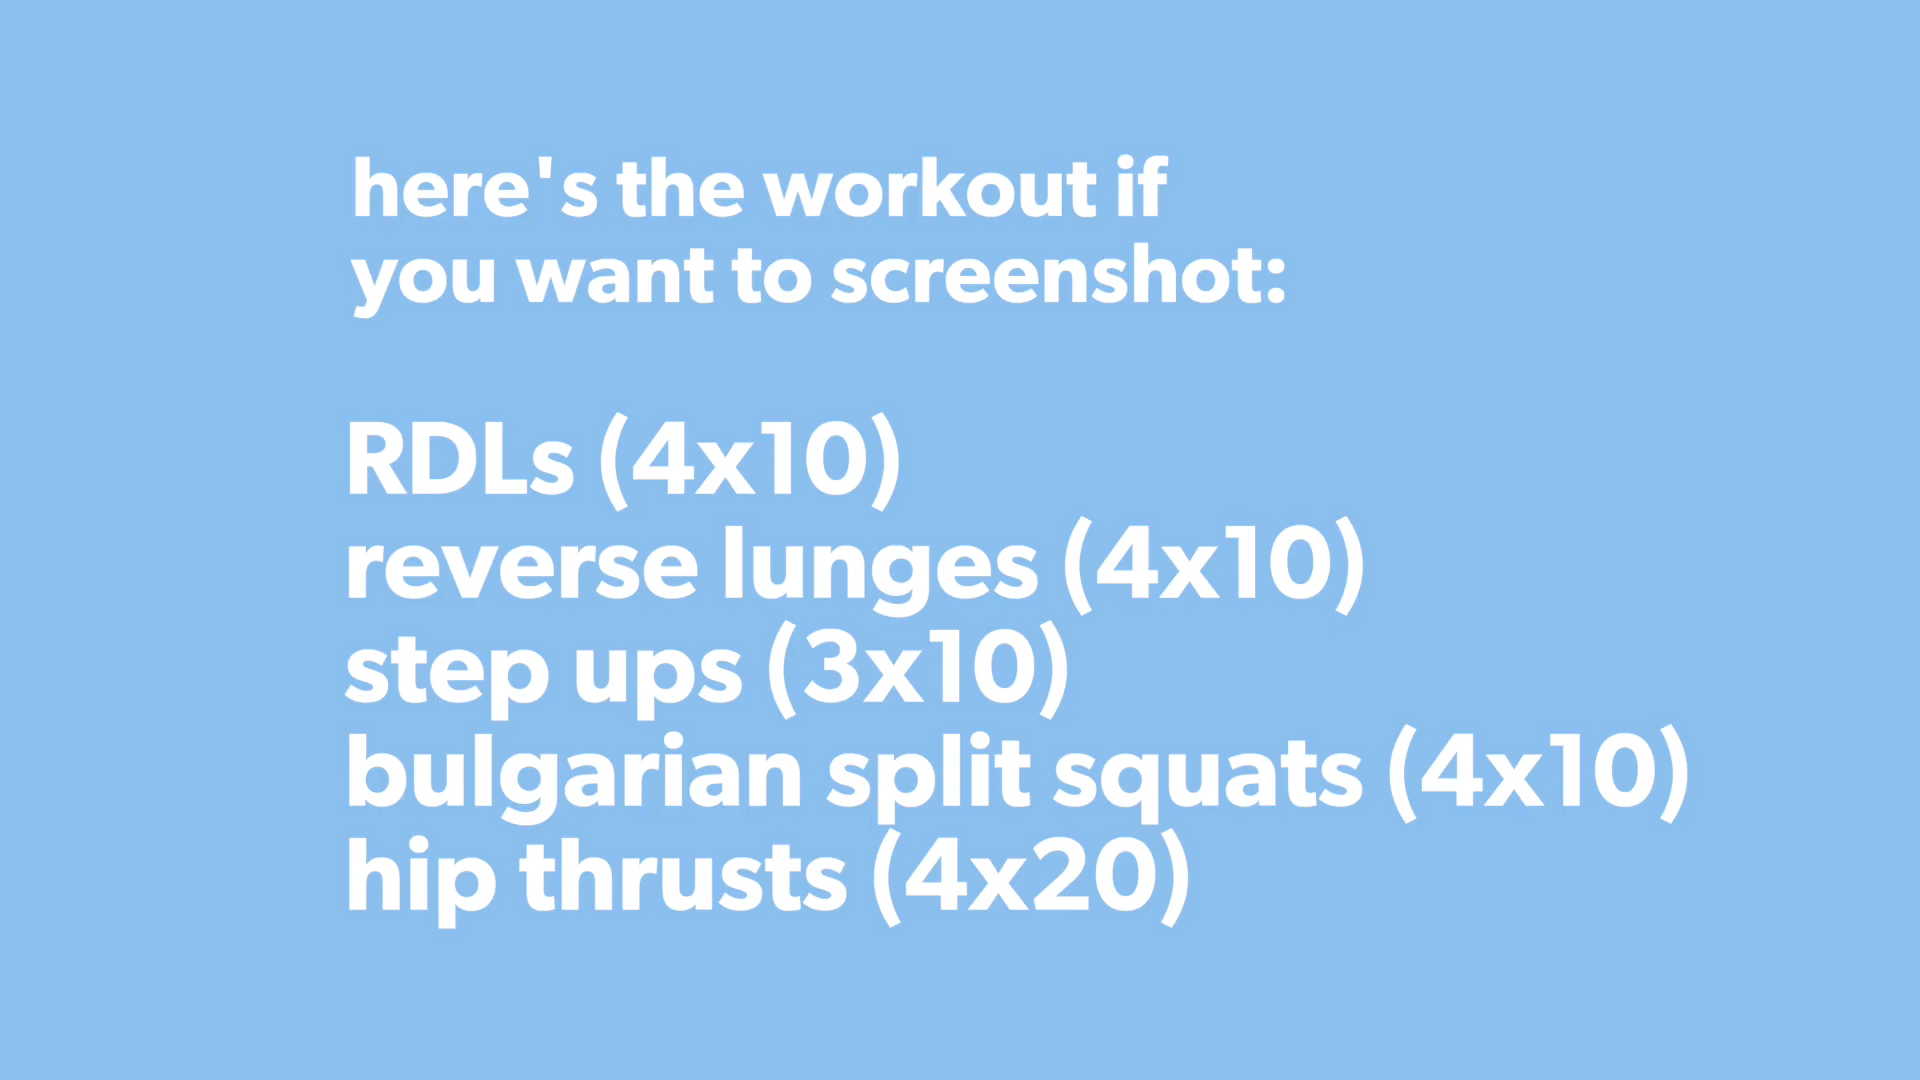 here's the workout if
you want to screenshot:
RDLs (4x10)
reverse lunges (4x10)
step ups (3x10)
bulgarian split squats (4x10)
hip thrusts (4x20)